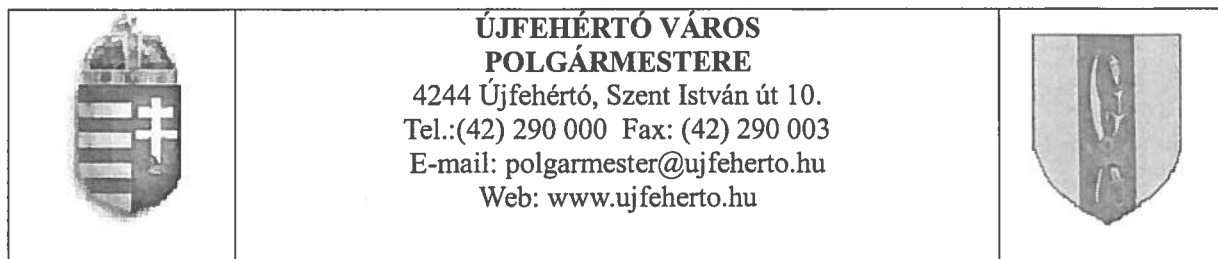 ÚJFEHÉRTÓ VÁROS
POLGÁRMESTERE
4244 Újfehértó, Szent István út 10.
Tel.:(42) 290 000 Fax: (42) 290 003
E-mail: polgarmester@ujfeherto.hu
Web: www.ujfeherto.hu